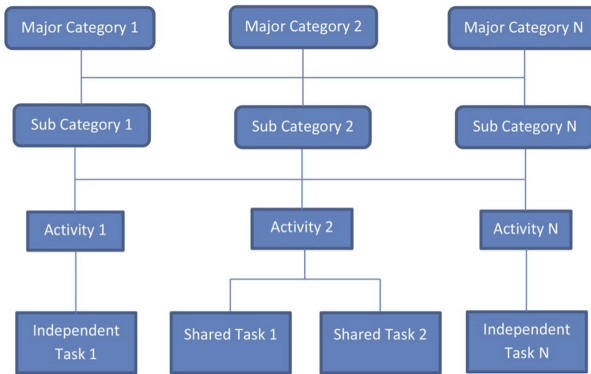 Major Category 1
Major Category 2
Major Category N
Sub Category 1
Sub Category 2
Sub Category N
Activity 1
Activity 2
Activity N
Independent
Task 1
Shared Task 1
Shared Task 2
Independent
Task N